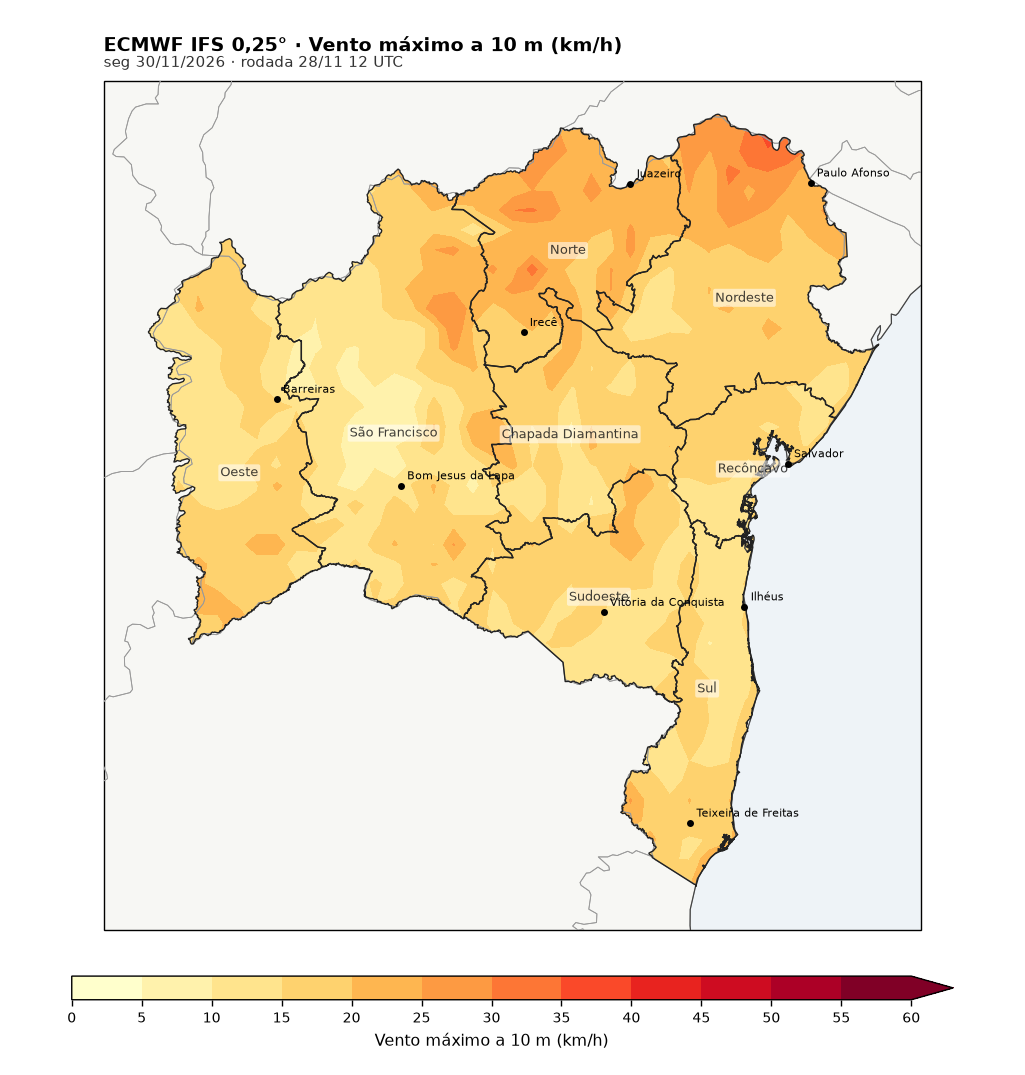 ECMWF IFS 0,25° · Vento máximo a 10 m (km/h)
seg 30/11/2026 · rodada 28/11 12 UTC
Juazeiro
Paulo Afonso
Norte
Nordeste
Irecê
Barreiras
São Francisco
Chapada Diamantina
Salvador
Recôncavo
Oeste
Bom Jesus da Lapa
Sudoeste
Vitória da Conquista
Ilhéus
Sul
Teixeira de Freitas
0 5 10 15 20 25 30 35 40 45 50 55 60
Vento máximo a 10 m (km/h)